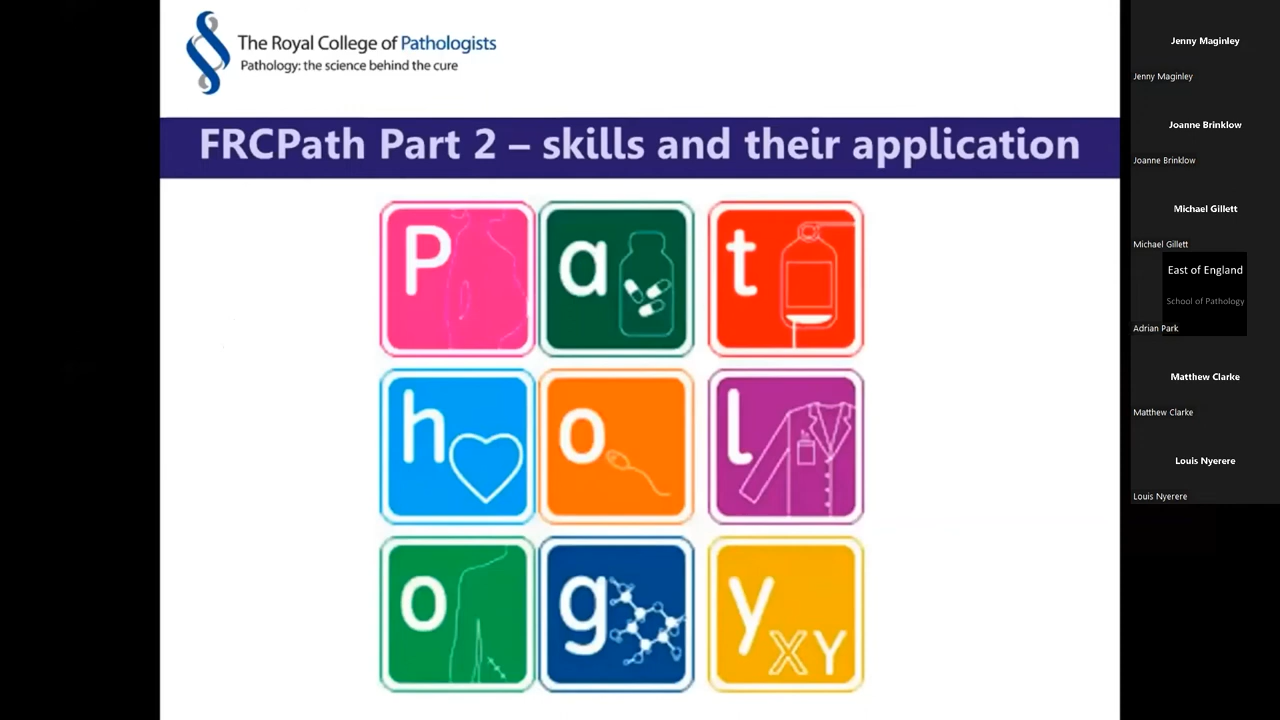 The Royal College of Pathologists
Pathology: the science behind the cure
FRCPath Part 2 – skills and their application
P a t
h o l
o g y XY
Jenny Maginley
Jenny Maginley
Joanne Brinklow
Joanne Brinklow
Michael Gillett
Michael Gillett
East of England
School of Pathology
Adrian Park
Matthew Clarke
Matthew Clarke
Louis Nyerere
Louis Nyerere